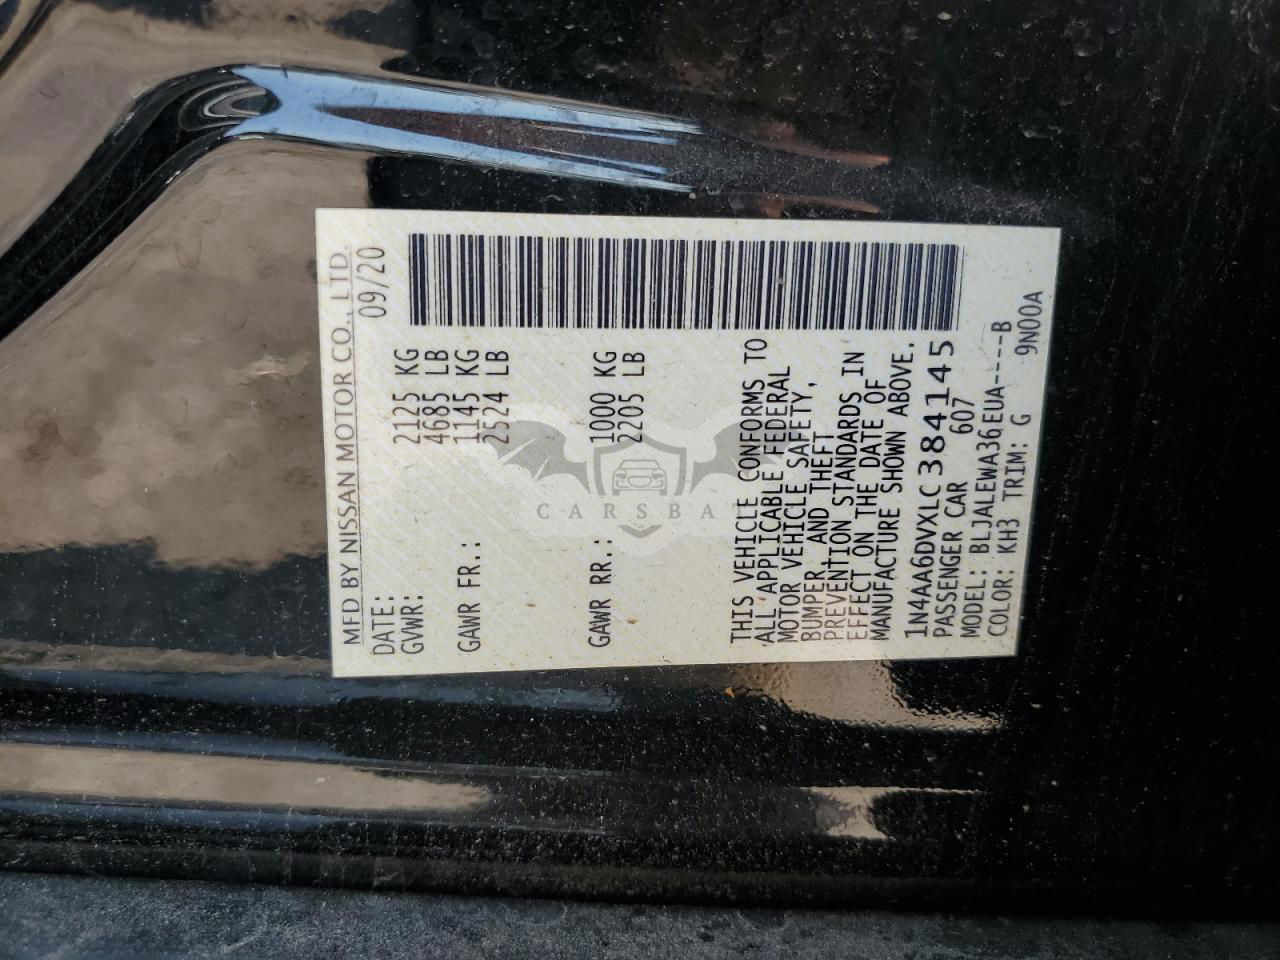 MFD BY NISSAN MOTOR CO., LTD.
DATE: 09/20
GVWR: 2125 KG
4685 LB
GAWR FR.: 1145 KG
2524 LB
GAWR RR.: 1000 KG
2205 LB
THIS VEHICLE CONFORMS TO
ALL APPLICABLE FEDERAL
MOTOR VEHICLE SAFETY,
BUMPER, AND THEFT
PREVENTION STANDARDS IN
EFFECT ON THE DATE OF
MANUFACTURE SHOWN ABOVE.
1N4AA6DVXLC384145
PASSENGER CAR 607
MODEL: BLJALEWA36EUA----B
COLOR: KH3 TRIM: G 9N00A
CARSBA